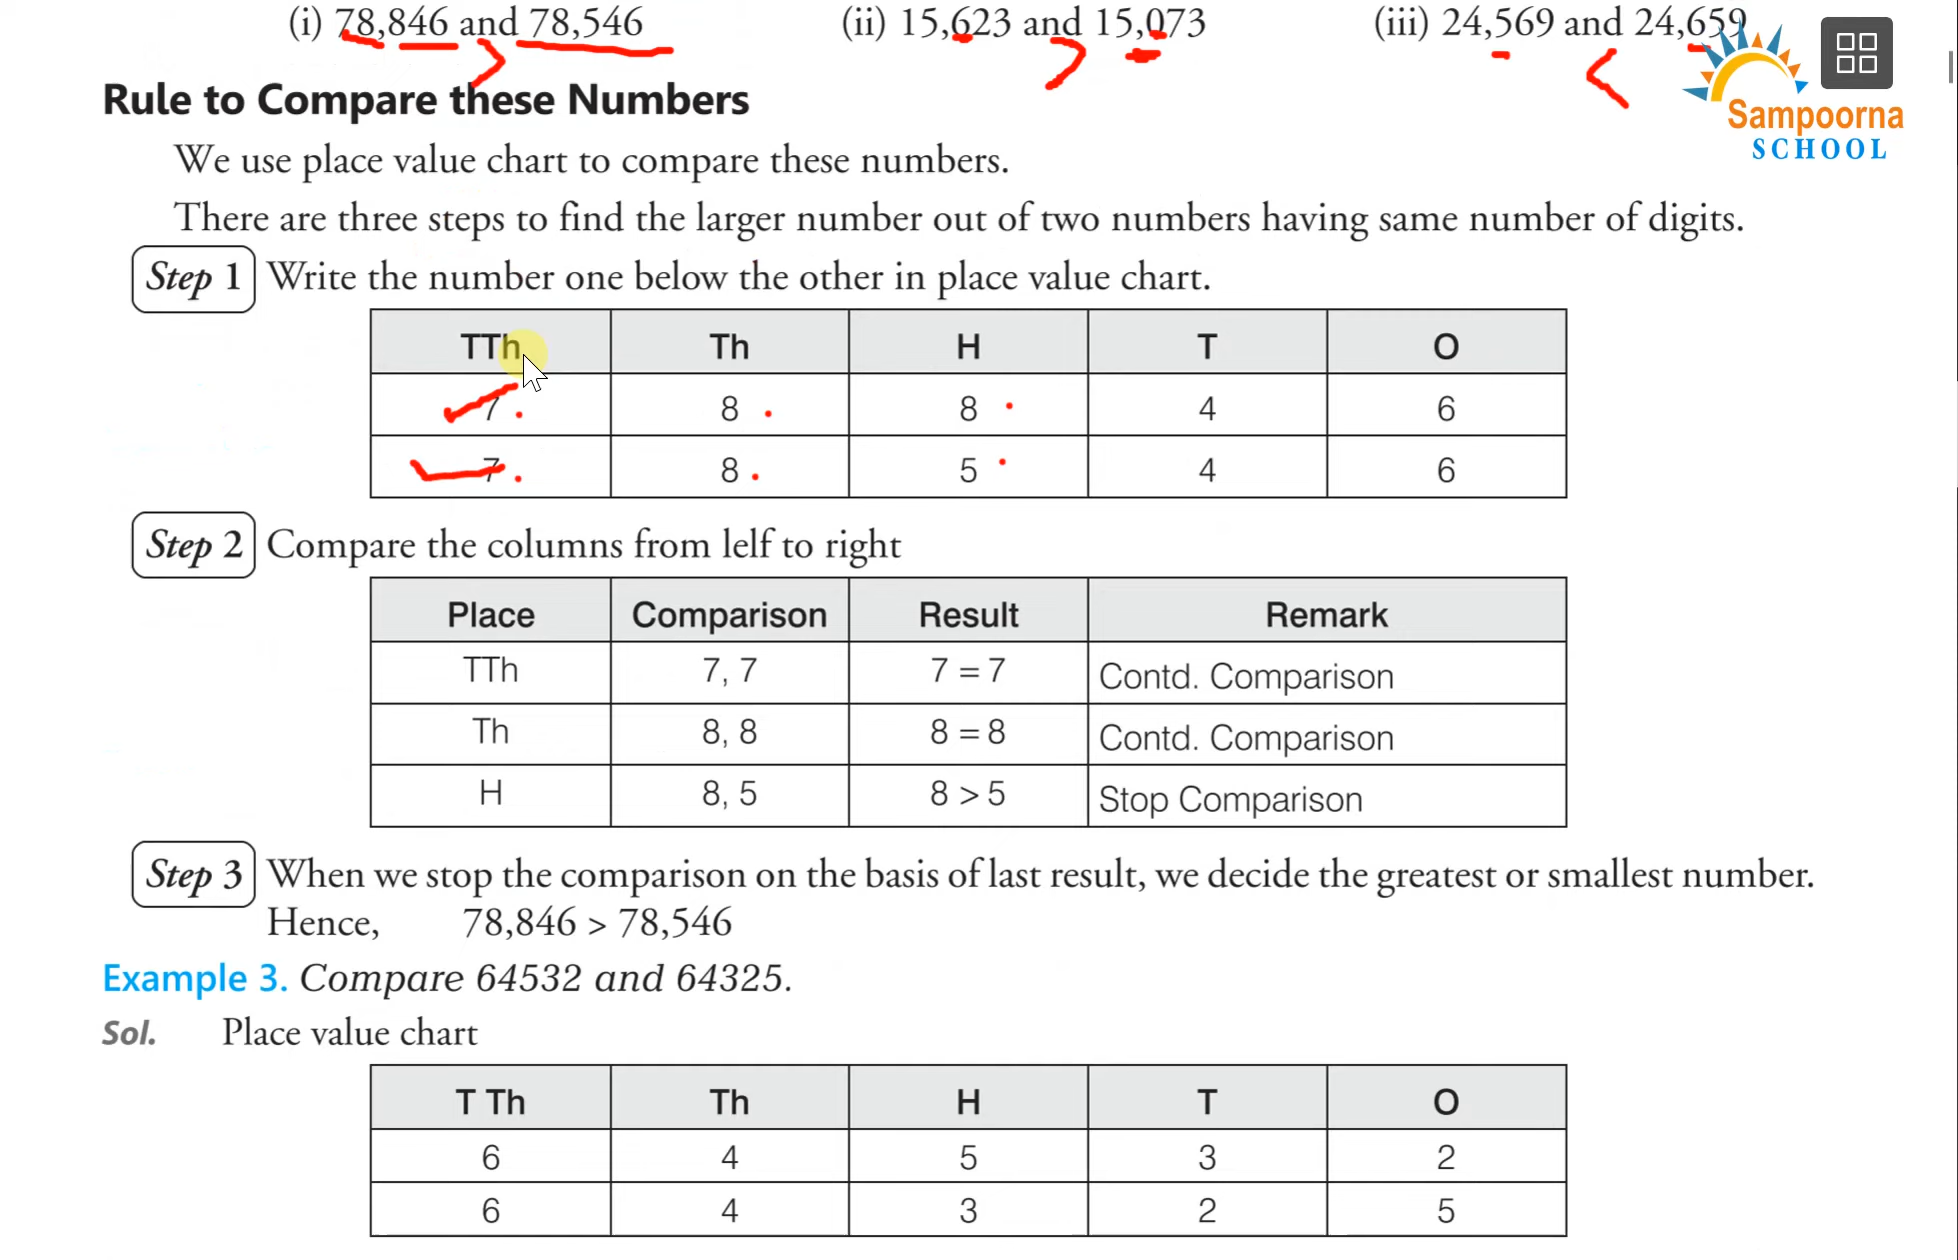 (i) 78,846 and 78,546 (ii) 15,623 and 15,073 (iii) 24,569 and 24,659
> > <
Sampoorna
SCHOOL
Rule to Compare these Numbers
We use place value chart to compare these numbers.
There are three steps to find the larger number out of two numbers having same number of digits.
Step 1 Write the number one below the other in place value chart.
TTh Th H T O
7 8 8 4 6
7 8 5 4 6
Step 2 Compare the columns from lelf to right
Place Comparison Result Remark
TTh 7, 7 7 = 7 Contd. Comparison
Th 8, 8 8 = 8 Contd. Comparison
H 8, 5 8 > 5 Stop Comparison
Step 3 When we stop the comparison on the basis of last result, we decide the greatest or smallest number.
Hence, 78,846 > 78,546
Example 3. Compare 64532 and 64325.
Sol. Place value chart
T Th Th H T O
6 4 5 3 2
6 4 3 2 5